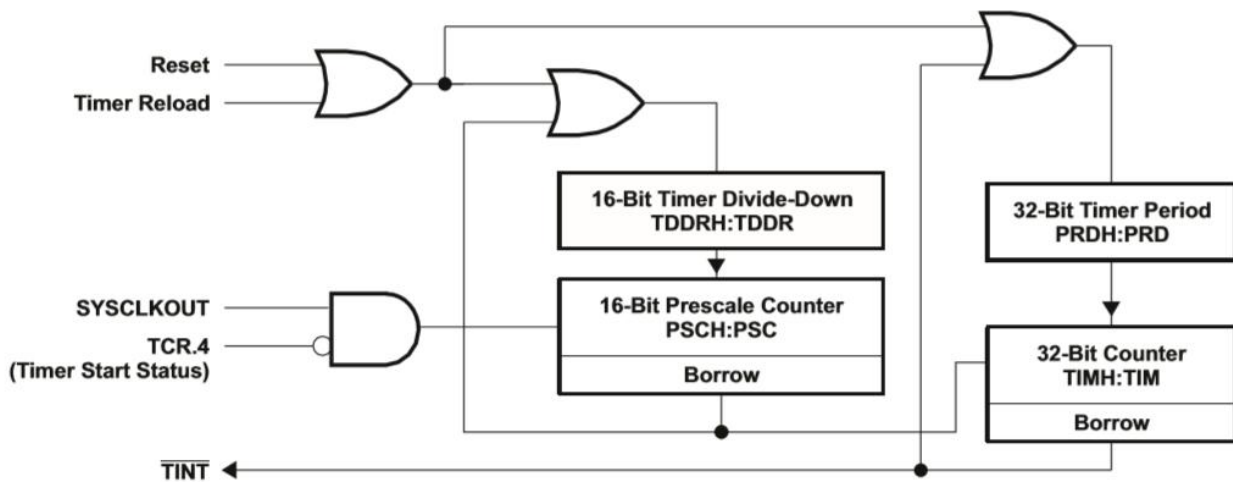 Reset
Timer Reload
16-Bit Timer Divide-Down
TDDRH:TDDR
32-Bit Timer Period
PRDH:PRD
SYSCLKOUT
TCR.4
(Timer Start Status)
16-Bit Prescale Counter
PSCH:PSC
Borrow
32-Bit Counter
TIMH:TIM
Borrow
TINT